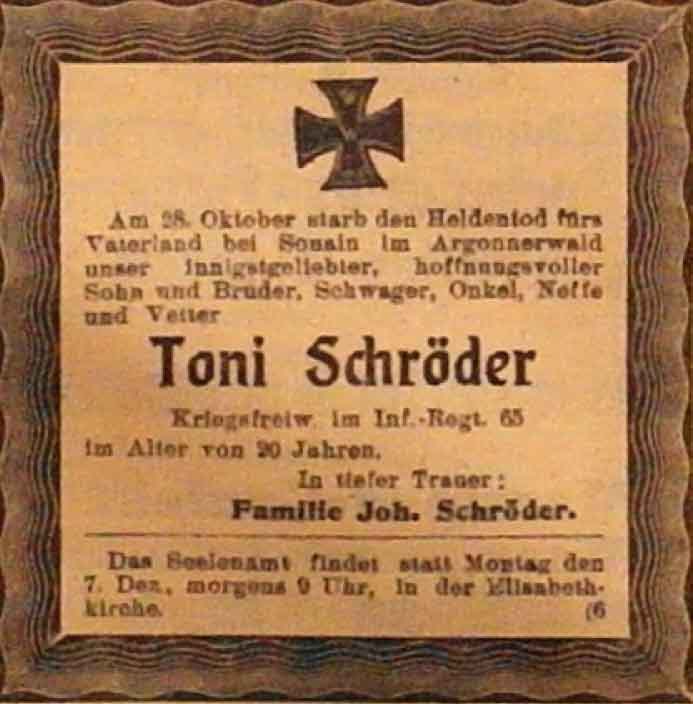 Am 28. Oktober starb den Heldentod fürs
Vaterland bei Souain im Argonnerwald
unser innigstgeliebter, hoffnungsvoller
Sohn und Bruder, Schwager, Onkel, Neffe
und Vetter
Toni Schröder
Kriegsfreiw. im Inf.-Regt. 65
im Alter von 20 Jahren.
In tiefer Trauer:
Familie Joh. Schröder.
Das Seelenamt findet statt Montag den
7. Dez., morgens 9 Uhr, in der Elisabeth-
kirche. (6